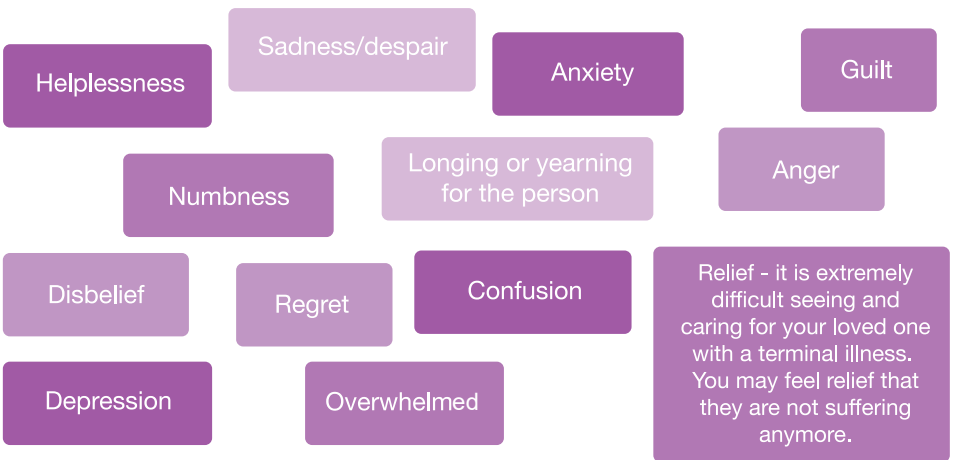 Helplessness
Sadness/despair
Anxiety
Guilt
Numbness
Longing or yearning
for the person
Anger
Disbelief
Regret
Confusion
Relief - it is extremely
difficult seeing and
caring for your loved one
with a terminal illness.
You may feel relief that
they are not suffering
anymore.
Depression
Overwhelmed